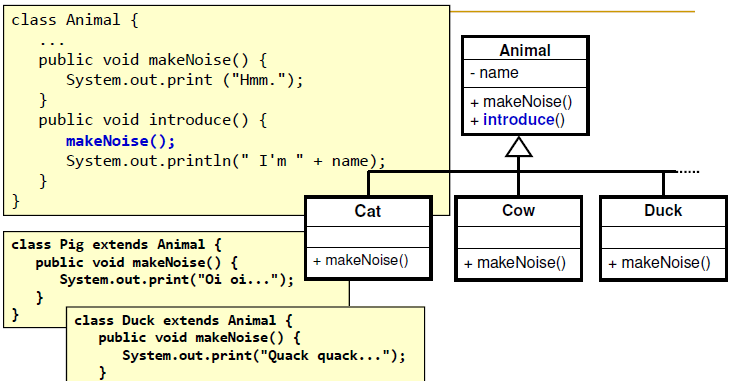 class Animal {
...
public void makeNoise() {
System.out.print ("Hmm.");
}
public void introduce() {
makeNoise();
System.out.println(" I'm " + name);
}
}
Animal
- name
+ makeNoise()
+ introduce()
Cat
+ makeNoise()
Cow
+ makeNoise()
Duck
+ makeNoise()
class Pig extends Animal {
public void makeNoise() {
System.out.print("Oi oi...");
}
}
class Duck extends Animal {
public void makeNoise() {
System.out.print("Quack quack...");
}